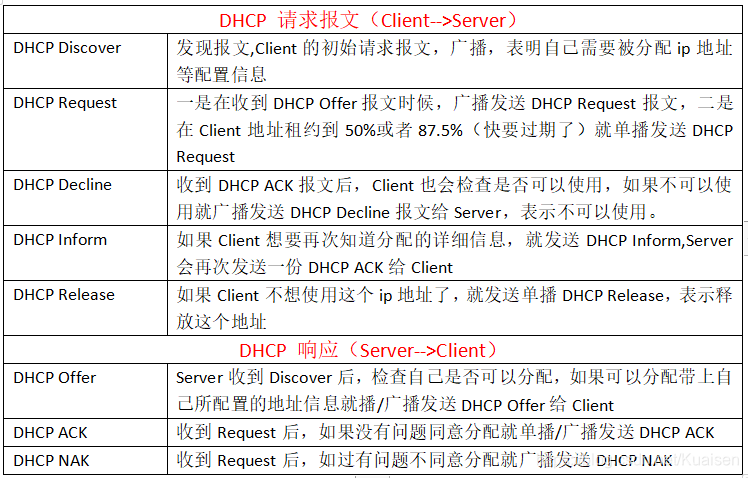 DHCP 请求报文（Client-->Server）
DHCP Discover
发现报文,Client 的初始请求报文，广播，表明自己需要被分配 ip 地址
等配置信息
DHCP Request
一是在收到 DHCP Offer 报文时候，广播发送 DHCP Request 报文，二是
在 Client 地址租约到 50%或者 87.5%（快要过期了）就单播发送 DHCP
Request
DHCP Decline
收到 DHCP ACK 报文后，Client 也会检查是否可以使用，如果不可以使
用就广播发送 DHCP Decline 报文给 Server，表示不可以使用。
DHCP Inform
如果 Client 想要再次知道分配的详细信息，就发送 DHCP Inform,Server
会再次发送一份 DHCP ACK 给 Client
DHCP Release
如果 Client 不想使用这个 ip 地址了，就发送单播 DHCP Release，表示释
放这个地址
DHCP 响应（Server-->Client）
DHCP Offer
Server 收到 Discover 后，检查自己是否可以分配，如果可以分配带上自
己所配置的地址信息就播/广播发送 DHCP Offer 给 Client
DHCP ACK
收到 Request 后，如果没有问题同意分配就单播/广播发送 DHCP ACK
DHCP NAK
收到 Request 后，如过有问题不同意分配就广播发送 DHCP NAK